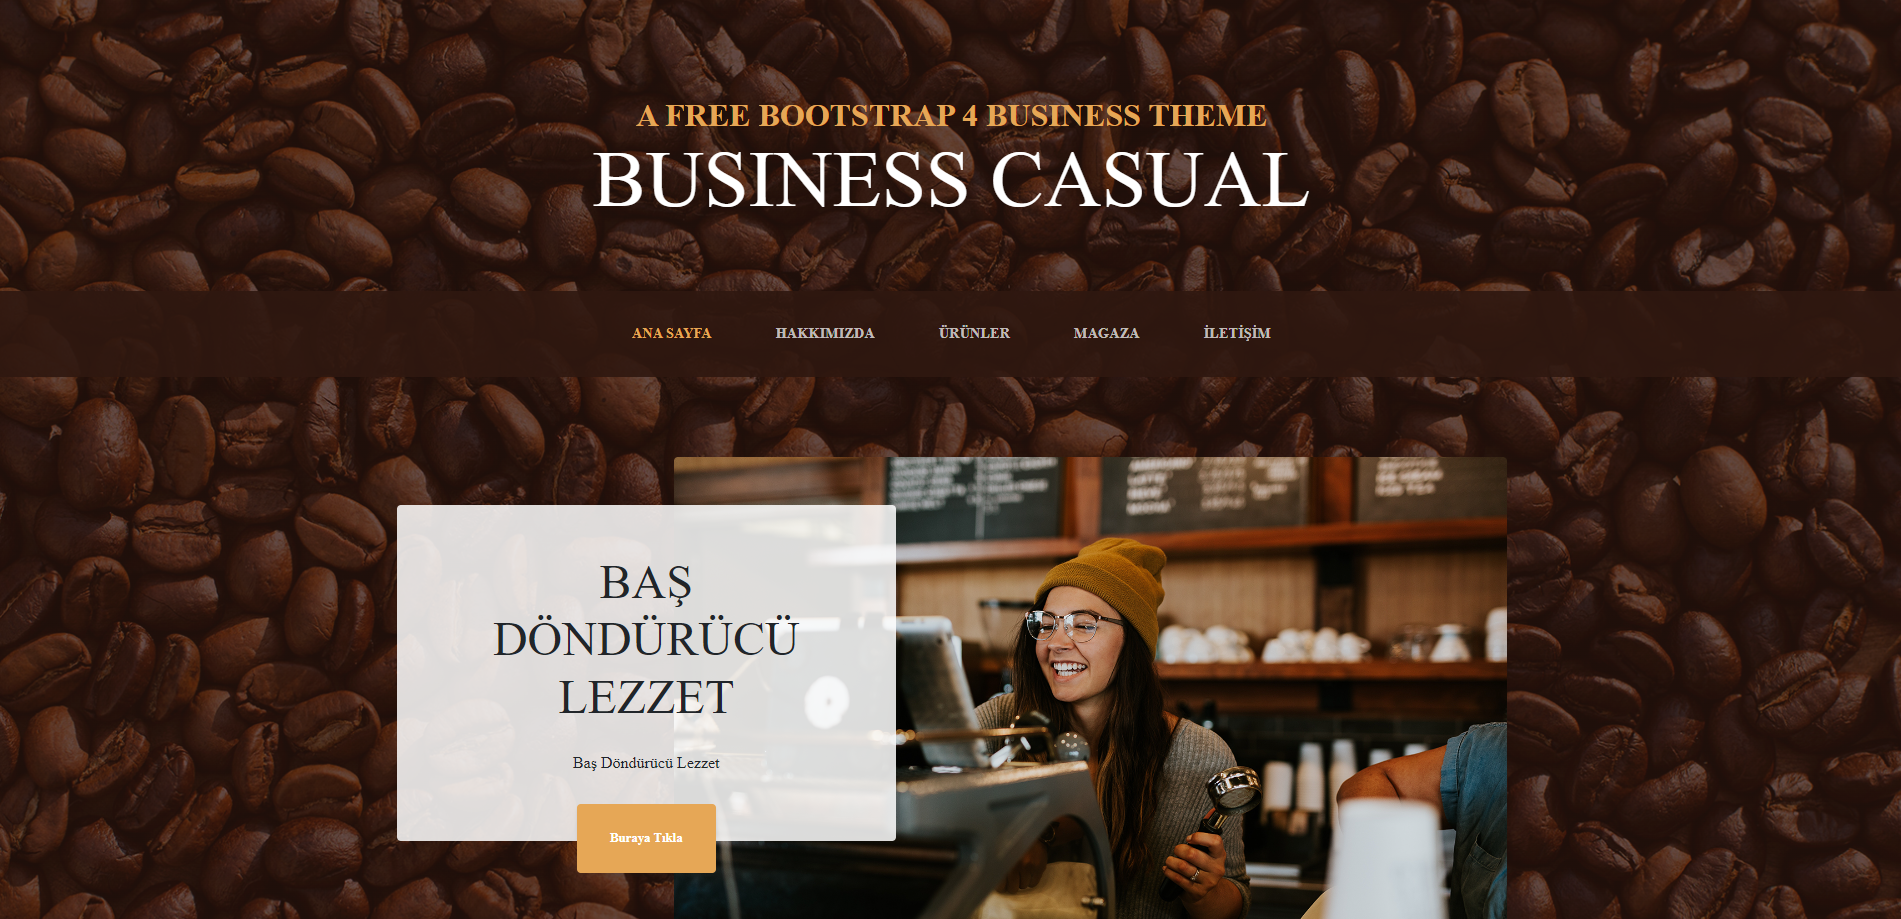 A FREE BOOTSTRAP 4 BUSINESS THEME
BUSINESS CASUAL
ANA SAYFA HAKKIMIZDA ÜRÜNLER MAGAZA İLETİŞİM
BAŞ
DÖNDÜRÜCÜ
LEZZET
Baş Döndürücü Lezzet
Buraya Tıkla